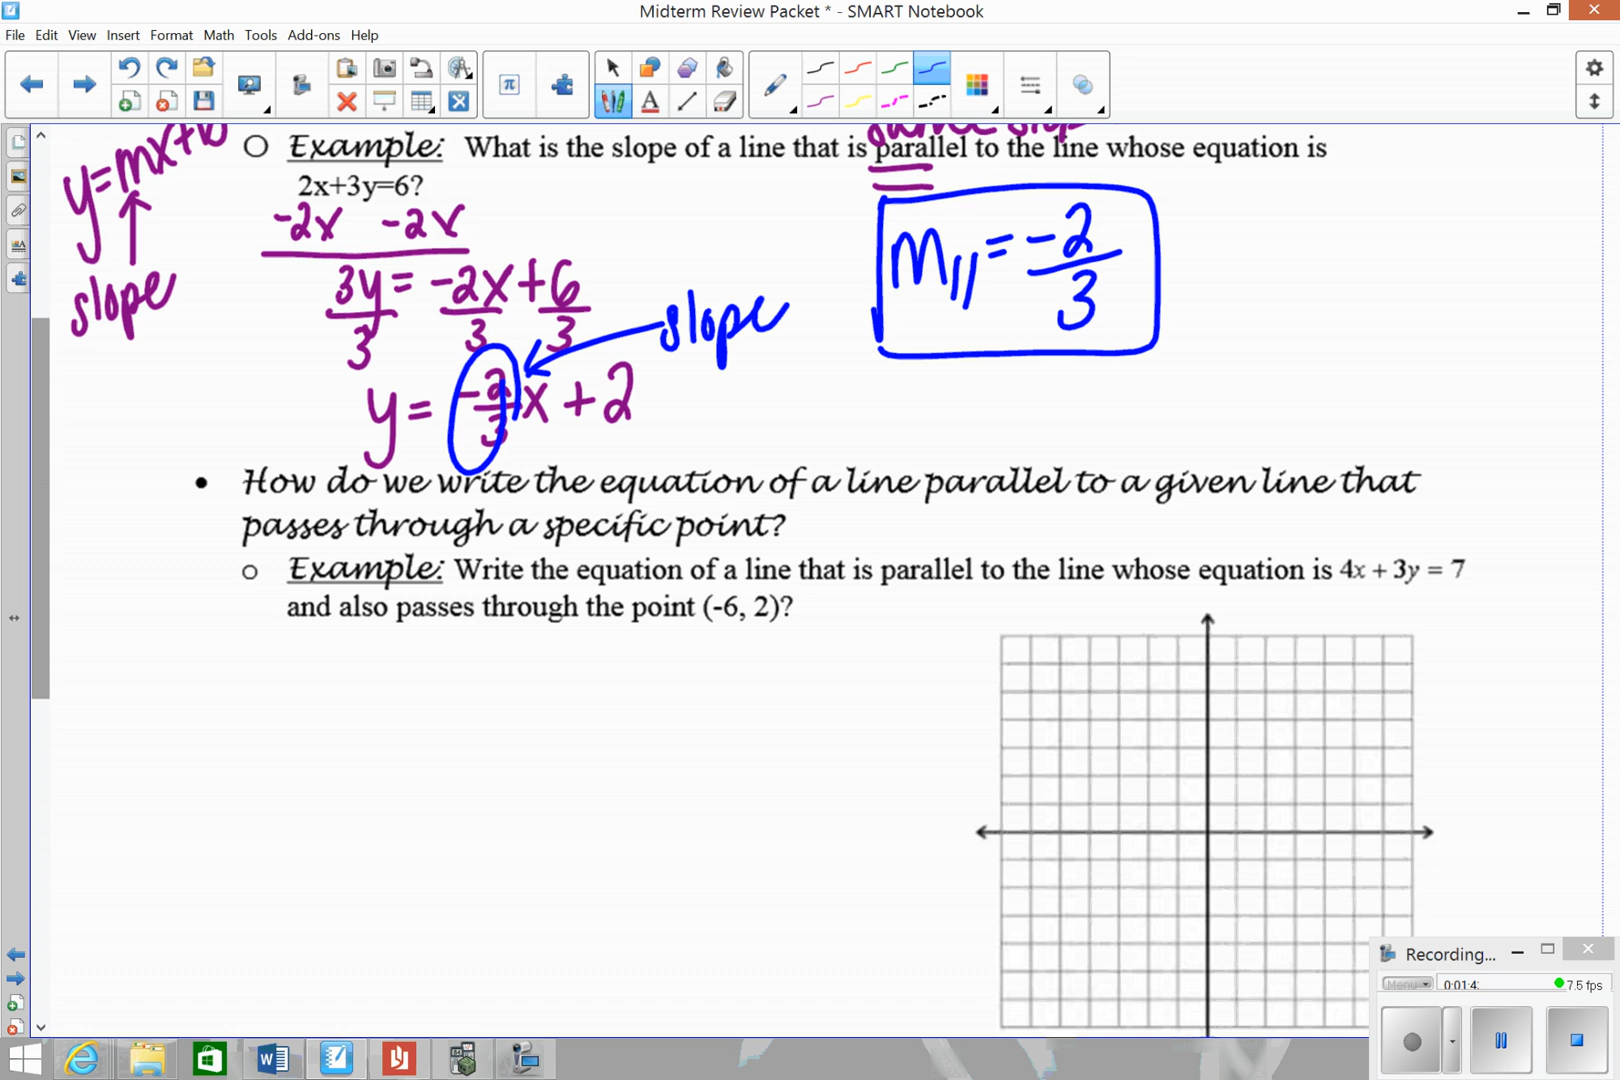 Midterm Review Packet * - SMART Notebook
File Edit View Insert Format Math Tools Add-ons Help
y=mx+b
same slope
Example: What is the slope of a line that is parallel to the line whose equation is
2x+3y=6?
-2x -2x
slope
3y = -2x + 6
3 3 3
slope
m// = -2/3
y = -2/3 x + 2
How do we write the equation of a line parallel to a given line that
passes through a specific point?
Example: Write the equation of a line that is parallel to the line whose equation is 4x + 3y = 7
and also passes through the point (-6, 2)?
Recording...
Menu 0:01:4 7.5 fps